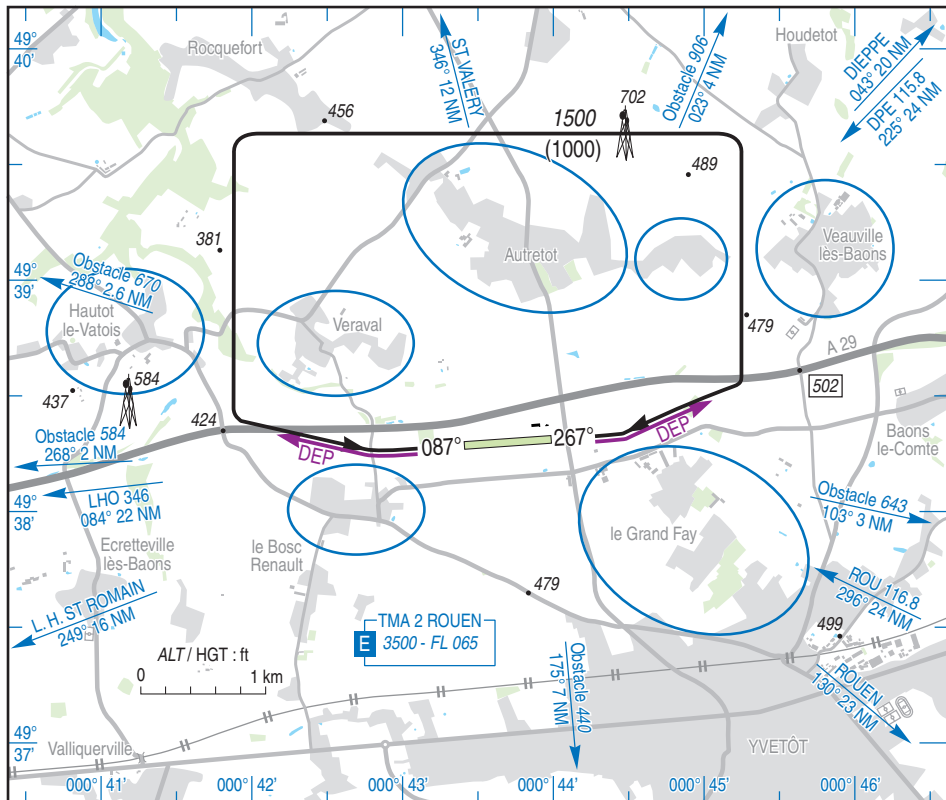 49°
40'
Rocquefort
ST VALERY
346° 12 NM
Obstacle 906
023° 4 NM
Houdetot
DIEPPE
043° 20 NM
DPE 115.8
225° 24 NM
456
1500
(1000)
702
489
381
Autretot
Veauville
les-Baons
49°
39'
Obstacle 670
288° 2.6 NM
Hautot
le-Vatois
Veraval
479
A 29
437
584
502
424
DEP
087°
267°
DEP
Baons
le-Comte
Obstacle 584
268° 2 NM
LHO 346
084° 22 NM
49°
38'
Obstacle 643
103° 3 NM
Ecretteville
lès-Baons
le Bosc
Renault
le Grand Fay
479
ROU 116.8
296° 24 NM
L. H. ST ROMAIN
249° 16 NM
TMA 2 ROUEN
E
3500 - FL 065
499
ALT / HGT : ft
0
1 km
Obstacle 440
175° 7 NM
ROUEN
130° 23 NM
49°
37'
Valliquerville
YVETÔT
000° 41'
000° 42'
000° 43'
000° 44'
000° 45'
000° 46'